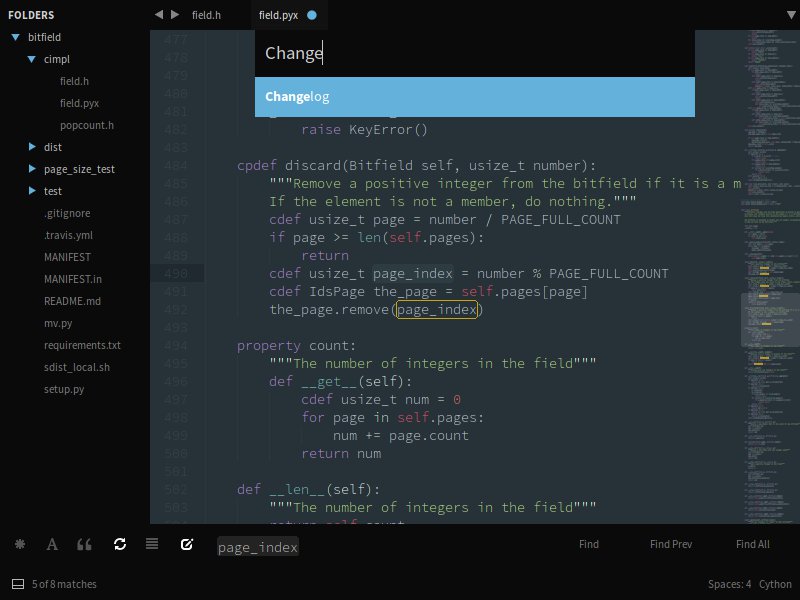 FOLDERS
bitfield
cimpl
field.h
field.pyx
popcount.h
dist
page_size_test
test
.gitignore
.travis.yml
MANIFEST
MANIFEST.in
README.md
mv.py
requirements.txt
sdist_local.sh
setup.py
field.h
field.pyx
Change
Changelog
477
478
479
480
481
482 raise KeyError()
483
484 cpdef discard(Bitfield self, usize_t number):
485 """Remove a positive integer from the bitfield if it is a m
486 If the element is not a member, do nothing."""
487 cdef usize_t page = number / PAGE_FULL_COUNT
488 if page >= len(self.pages):
489 return
490 cdef usize_t page_index = number % PAGE_FULL_COUNT
491 cdef IdsPage the_page = self.pages[page]
492 the_page.remove(page_index)
493
494 property count:
495 """The number of integers in the field"""
496 def __get__(self):
497 cdef usize_t num = 0
498 for page in self.pages:
499 num += page.count
500 return num
501
502 def __len__(self):
503 """The number of integers in the field"""
504 return self.count
page_index
Find
Find Prev
Find All
5 of 8 matches
Spaces: 4
Cython